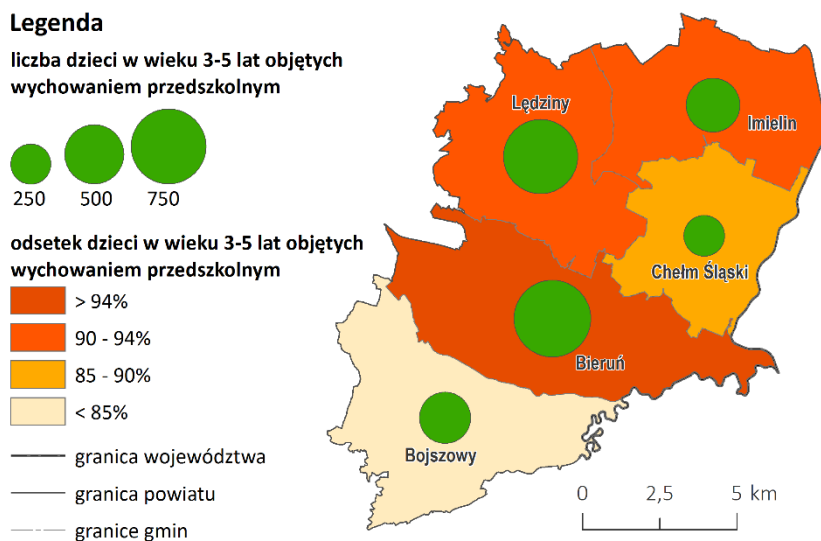 Legenda
liczba dzieci w wieku 3-5 lat objętych
wychowaniem przedszkolnym
250 500 750
odsetek dzieci w wieku 3-5 lat objętych
wychowaniem przedszkolnym
> 94%
90 - 94%
85 - 90%
< 85%
granica województwa
granica powiatu
granice gmin
Lędziny
Imielin
Chełm Śląski
Bieruń
Bojszowy
0 2,5 5 km